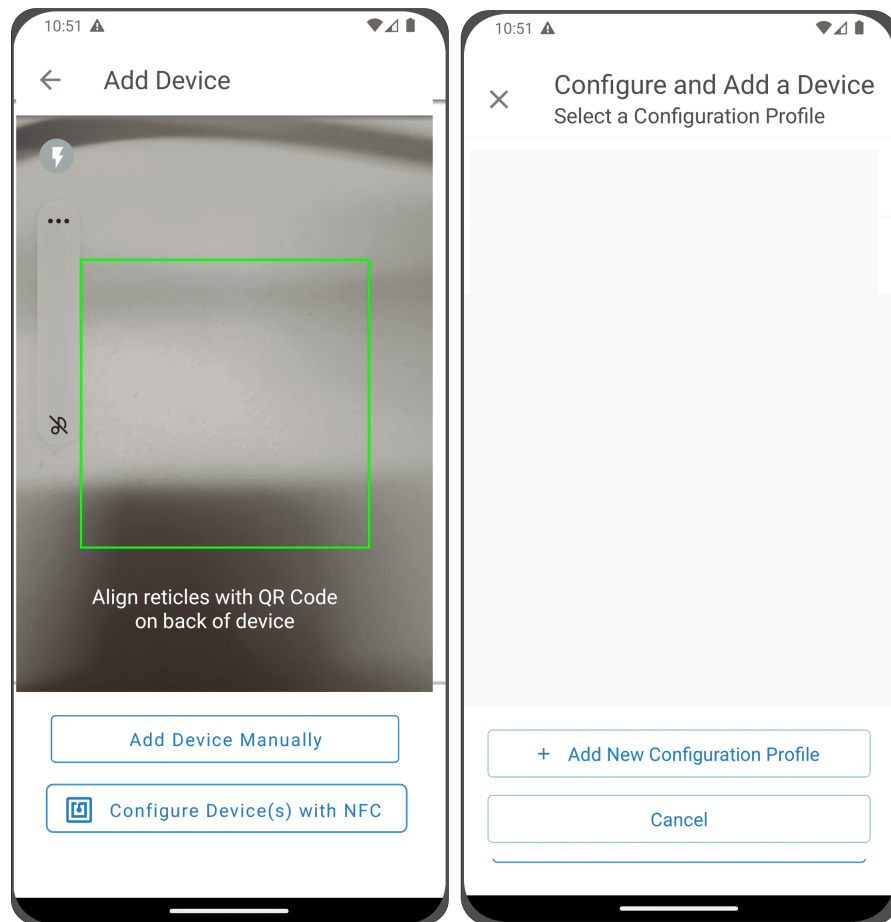 10:51
Add Device
Align reticles with QR Code
on back of device
Add Device Manually
Configure Device(s) with NFC
10:51
Configure and Add a Device
Select a Configuration Profile
+ Add New Configuration Profile
Cancel